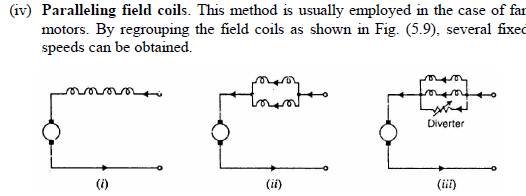 (iv) Paralleling field coils. This method is usually employed in the case of fan
motors. By regrouping the field coils as shown in Fig. (5.9), several fixed
speeds can be obtained.
Diverter
(i)
(ii)
(iii)